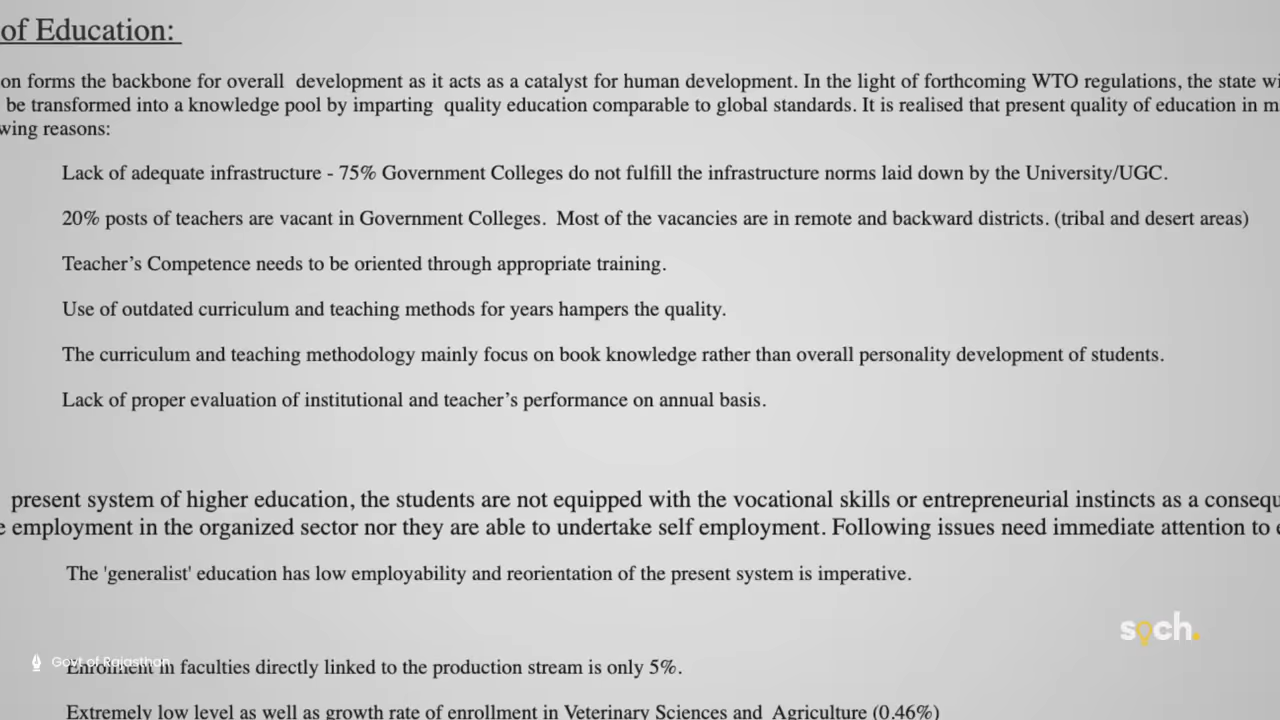 of Education:
on forms the backbone for overall development as it acts as a catalyst for human development. In the light of forthcoming WTO regulations, the state wi
be transformed into a knowledge pool by imparting quality education comparable to global standards. It is realised that present quality of education in m
wing reasons:
Lack of adequate infrastructure - 75% Government Colleges do not fulfill the infrastructure norms laid down by the University/UGC.
20% posts of teachers are vacant in Government Colleges. Most of the vacancies are in remote and backward districts. (tribal and desert areas)
Teacher’s Competence needs to be oriented through appropriate training.
Use of outdated curriculum and teaching methods for years hampers the quality.
The curriculum and teaching methodology mainly focus on book knowledge rather than overall personality development of students.
Lack of proper evaluation of institutional and teacher’s performance on annual basis.
present system of higher education, the students are not equipped with the vocational skills or entrepreneurial instincts as a consequ
e employment in the organized sector nor they are able to undertake self employment. Following issues need immediate attention to e
The 'generalist' education has low employability and reorientation of the present system is imperative.
soch.
Govt of Rajasthan
Enrolment in faculties directly linked to the production stream is only 5%.
Extremely low level as well as growth rate of enrollment in Veterinary Sciences and Agriculture (0.46%)